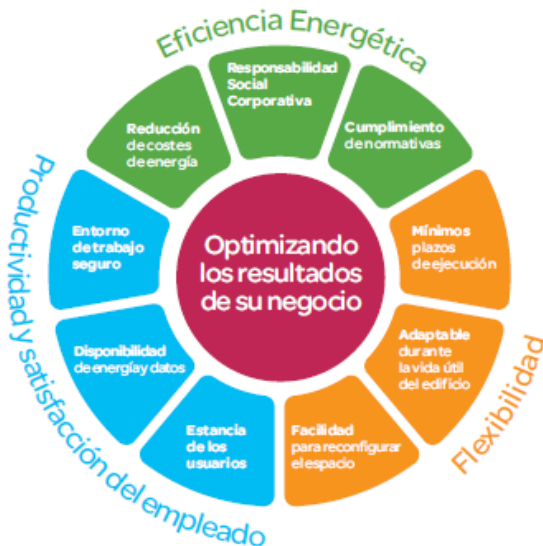 Eficiencia Energética
Responsabilidad
Social
Corporativa
Cumplimiento
de normativas
Mínimos
plazos
de ejecución
Adaptable
durante
la vida útil
del edificio
Facilidad
para reconfigurar
el espacio
Estancia
de los
usuarios
Disponibilidad
de energía y datos
Entorno
de trabajo
seguro
Reducción
de costes
de energía
Optimizando
los resultados
de su negocio
Flexibilidad
Productividad y satisfacción del empleado